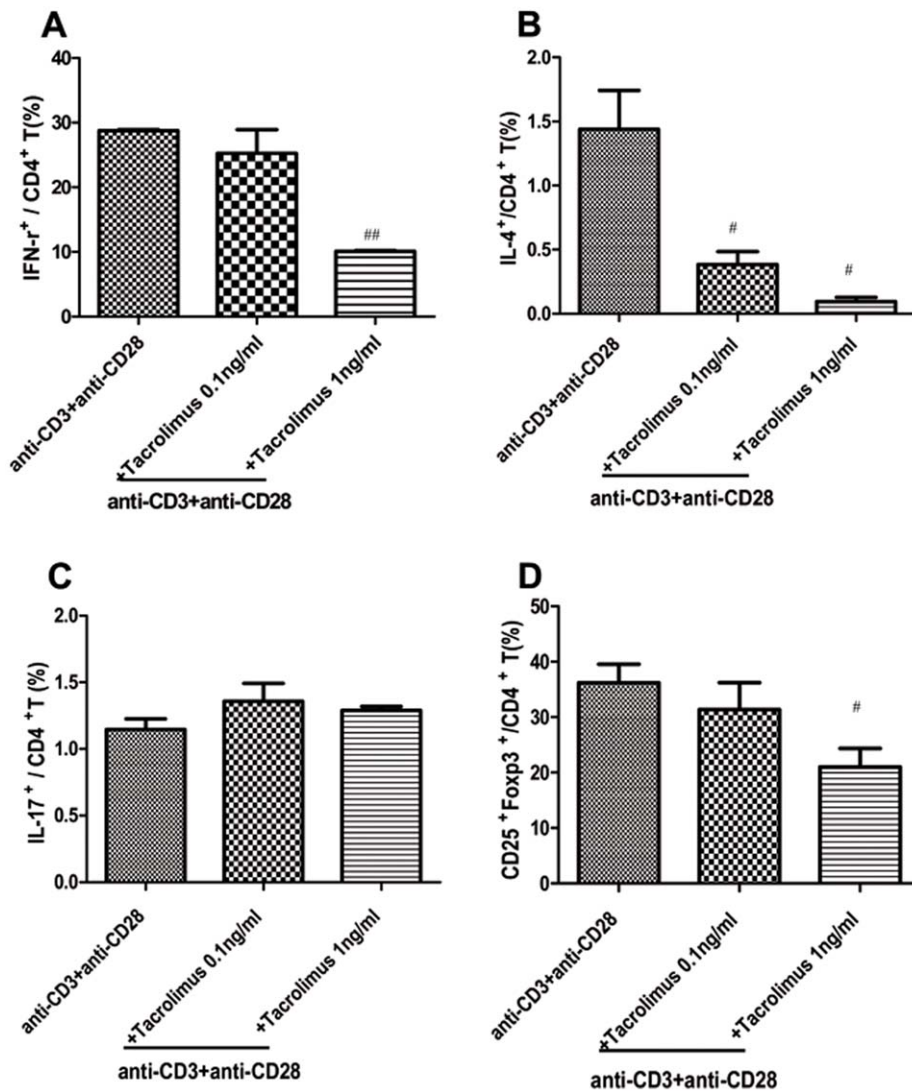 A
IFN-r+ / CD4+ T(%)
40
30
20
10
0
##
anti-CD3+anti-CD28
+Tacrolimus 0.1ng/ml
+Tacrolimus 1ng/ml
anti-CD3+anti-CD28
B
IL-4+/CD4+ T(%)
2.0
1.5
1.0
0.5
0.0
#
#
anti-CD3+anti-CD28
+Tacrolimus 0.1ng/ml
+Tacrolimus 1ng/ml
anti-CD3+anti-CD28
C
IL-17+ / CD4 +T (%)
2.0
1.5
1.0
0.5
0.0
anti-CD3+anti-CD28
+Tacrolimus 0.1ng/ml
+Tacrolimus 1ng/ml
anti-CD3+anti-CD28
D
CD25 +Foxp3 +/CD4 + T(%)
50
40
30
20
10
0
#
anti-CD3+anti-CD28
+Tacrolimus 0.1ng/ml
+Tacrolimus 1ng/ml
anti-CD3+anti-CD28